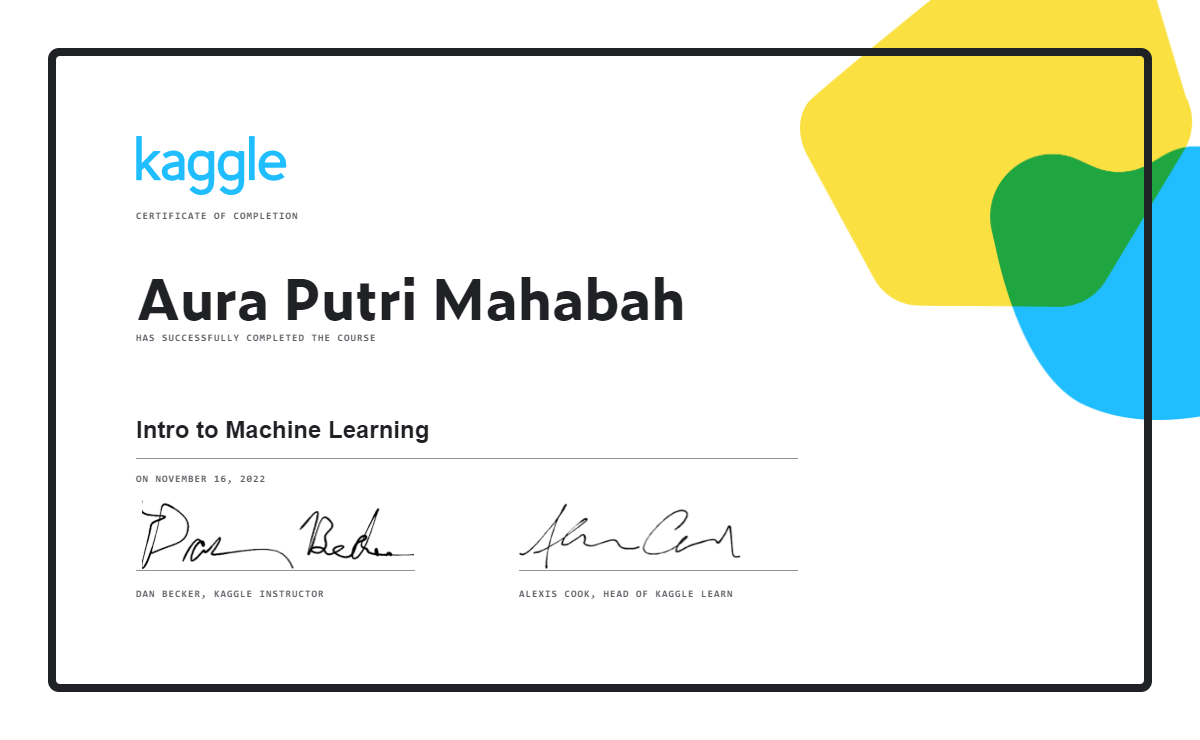 kaggle
CERTIFICATE OF COMPLETION
Aura Putri Mahabah
HAS SUCCESSFULLY COMPLETED THE COURSE
Intro to Machine Learning
ON NOVEMBER 16, 2022
Dan Becker
Alexis Cook
DAN BECKER, KAGGLE INSTRUCTOR
ALEXIS COOK, HEAD OF KAGGLE LEARN